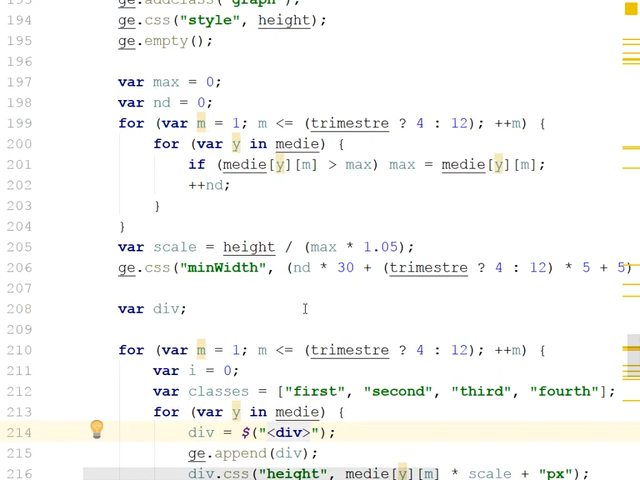 193 ge.addClass("graph");
194 ge.css("style", height);
195 ge.empty();
196
197 var max = 0;
198 var nd = 0;
199 for (var m = 1; m <= (trimestre ? 4 : 12); ++m) {
200 for (var y in medie) {
201 if (medie[y][m] > max) max = medie[y][m];
202 ++nd;
203 }
204 }
205 var scale = height / (max * 1.05);
206 ge.css("minWidth", (nd * 30 + (trimestre ? 4 : 12) * 5 + 5)
207
208 var div;
209
210 for (var m = 1; m <= (trimestre ? 4 : 12); ++m) {
211 var i = 0;
212 var classes = ["first", "second", "third", "fourth"];
213 for (var y in medie) {
214 div = $("<div>");
215 ge.append(div);
216 div.css("height", medie[y][m] * scale + "px");